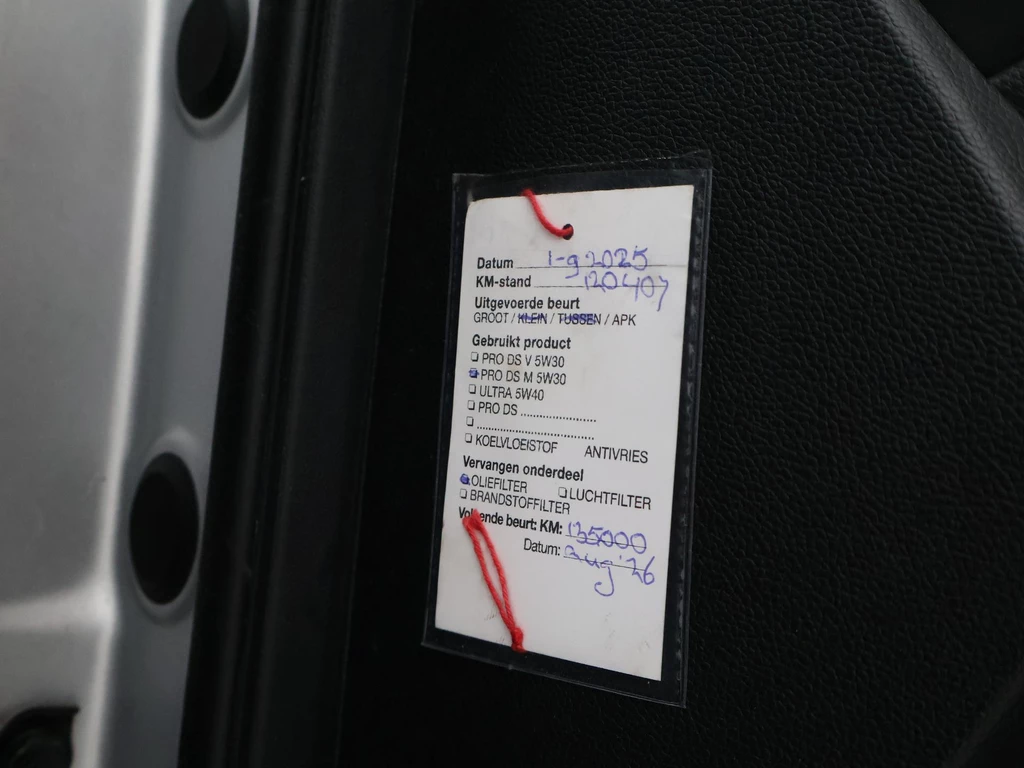 Datum 1-9 2025
KM-stand 120407
Uitgevoerde beurt
GROOT / KLEIN / TUSSEN / APK
Gebruikt product
PRO DS V 5W30
PRO DS M 5W30
ULTRA 5W40
PRO DS ........................
.....................................
KOELVLOEISTOF ANTIVRIES
Vervangen onderdeel
OLIEFILTER LUCHTFILTER
BRANDSTOFFILTER
Volgende beurt: KM: 135000
Datum: Aug '26